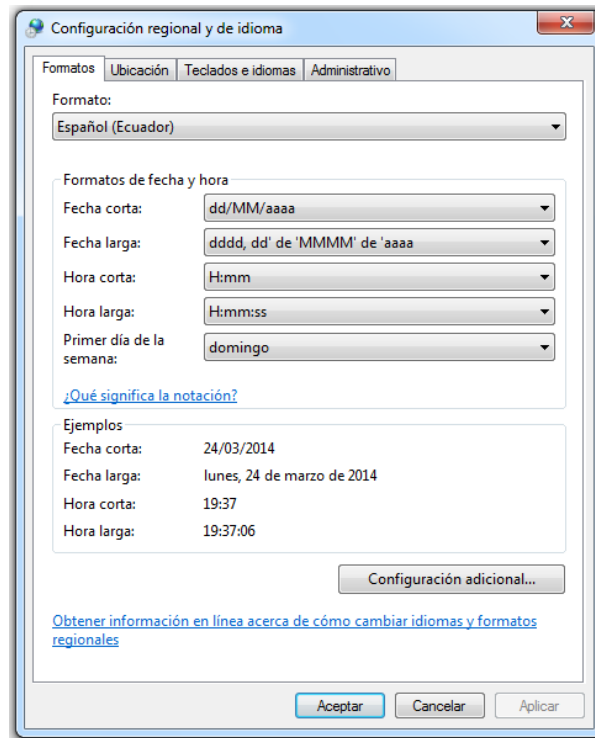 Configuración regional y de idioma
Formatos Ubicación Teclados e idiomas Administrativo
Formato:
Español (Ecuador)
Formatos de fecha y hora
Fecha corta: dd/MM/aaaa
Fecha larga: dddd, dd' de 'MMMM' de 'aaaa
Hora corta: H:mm
Hora larga: H:mm:ss
Primer día de la
semana: domingo
¿Qué significa la notación?
Ejemplos
Fecha corta: 24/03/2014
Fecha larga: lunes, 24 de marzo de 2014
Hora corta: 19:37
Hora larga: 19:37:06
Configuración adicional...
Obtener información en línea acerca de cómo cambiar idiomas y formatos
regionales
Aceptar Cancelar Aplicar